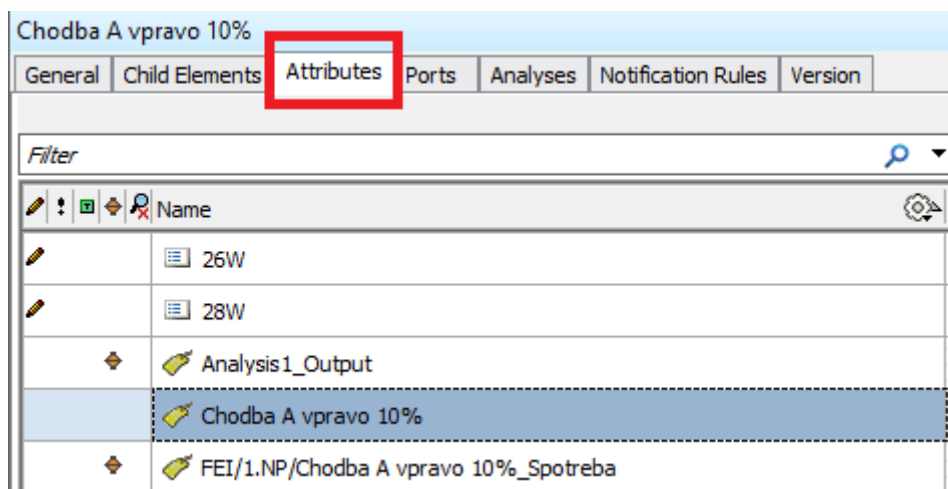 Chodba A vpravo 10%
General Child Elements Attributes Ports Analyses Notification Rules Version
Filter
Name
26W
28W
Analysis1_Output
Chodba A vpravo 10%
FEI/1.NP/Chodba A vpravo 10%_Spotreba